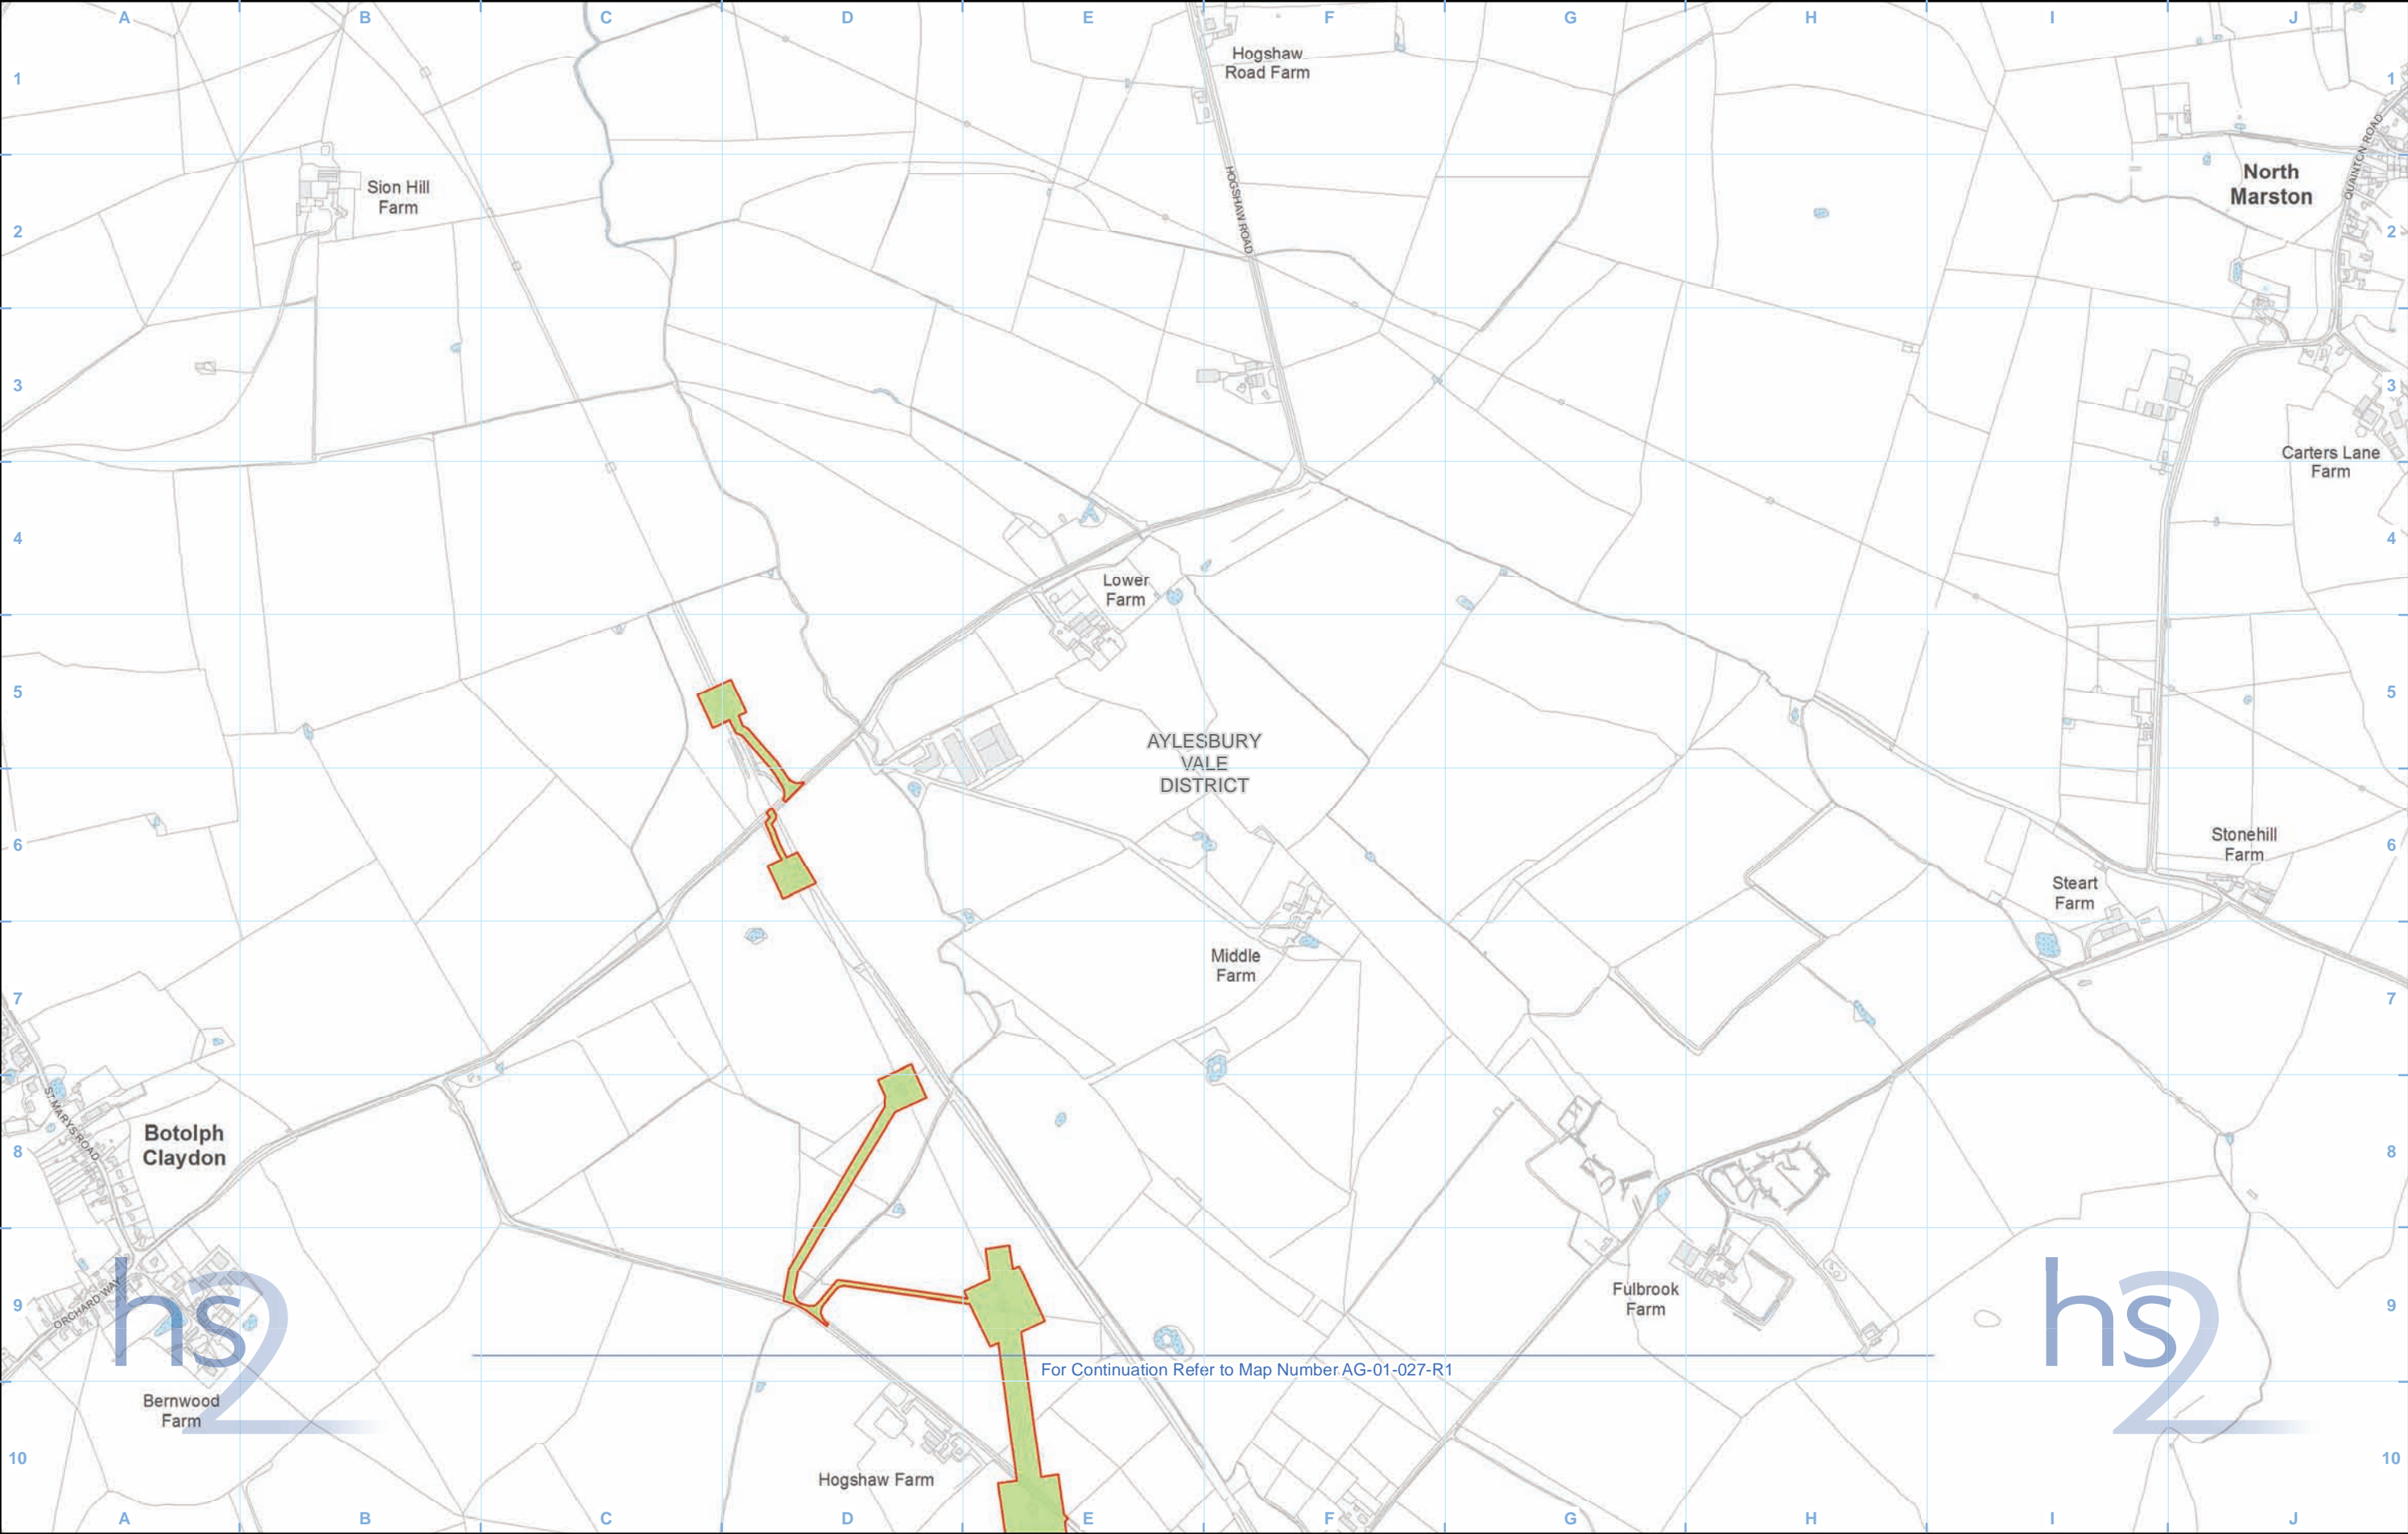 A B C D E F G H I J
1
1
Hogshaw
Road Farm
QUAINTON ROAD
Sion Hill
Farm
HOGSHAW ROAD
North
Marston
2
2
3
3
Carters Lane
Farm
4
4
Lower
Farm
5
5
AYLESBURY
VALE
DISTRICT
6
6
Stonehill
Farm
Steart
Farm
Middle
Farm
7
7
ST MARYS ROAD
Botolph
Claydon
8
8
ORCHARD WAY
hs2
Fulbrook
Farm
hs2
9
9
For Continuation Refer to Map Number AG-01-027-R1
Bernwood
Farm
10
10
Hogshaw Farm
A B C D E F G H I J